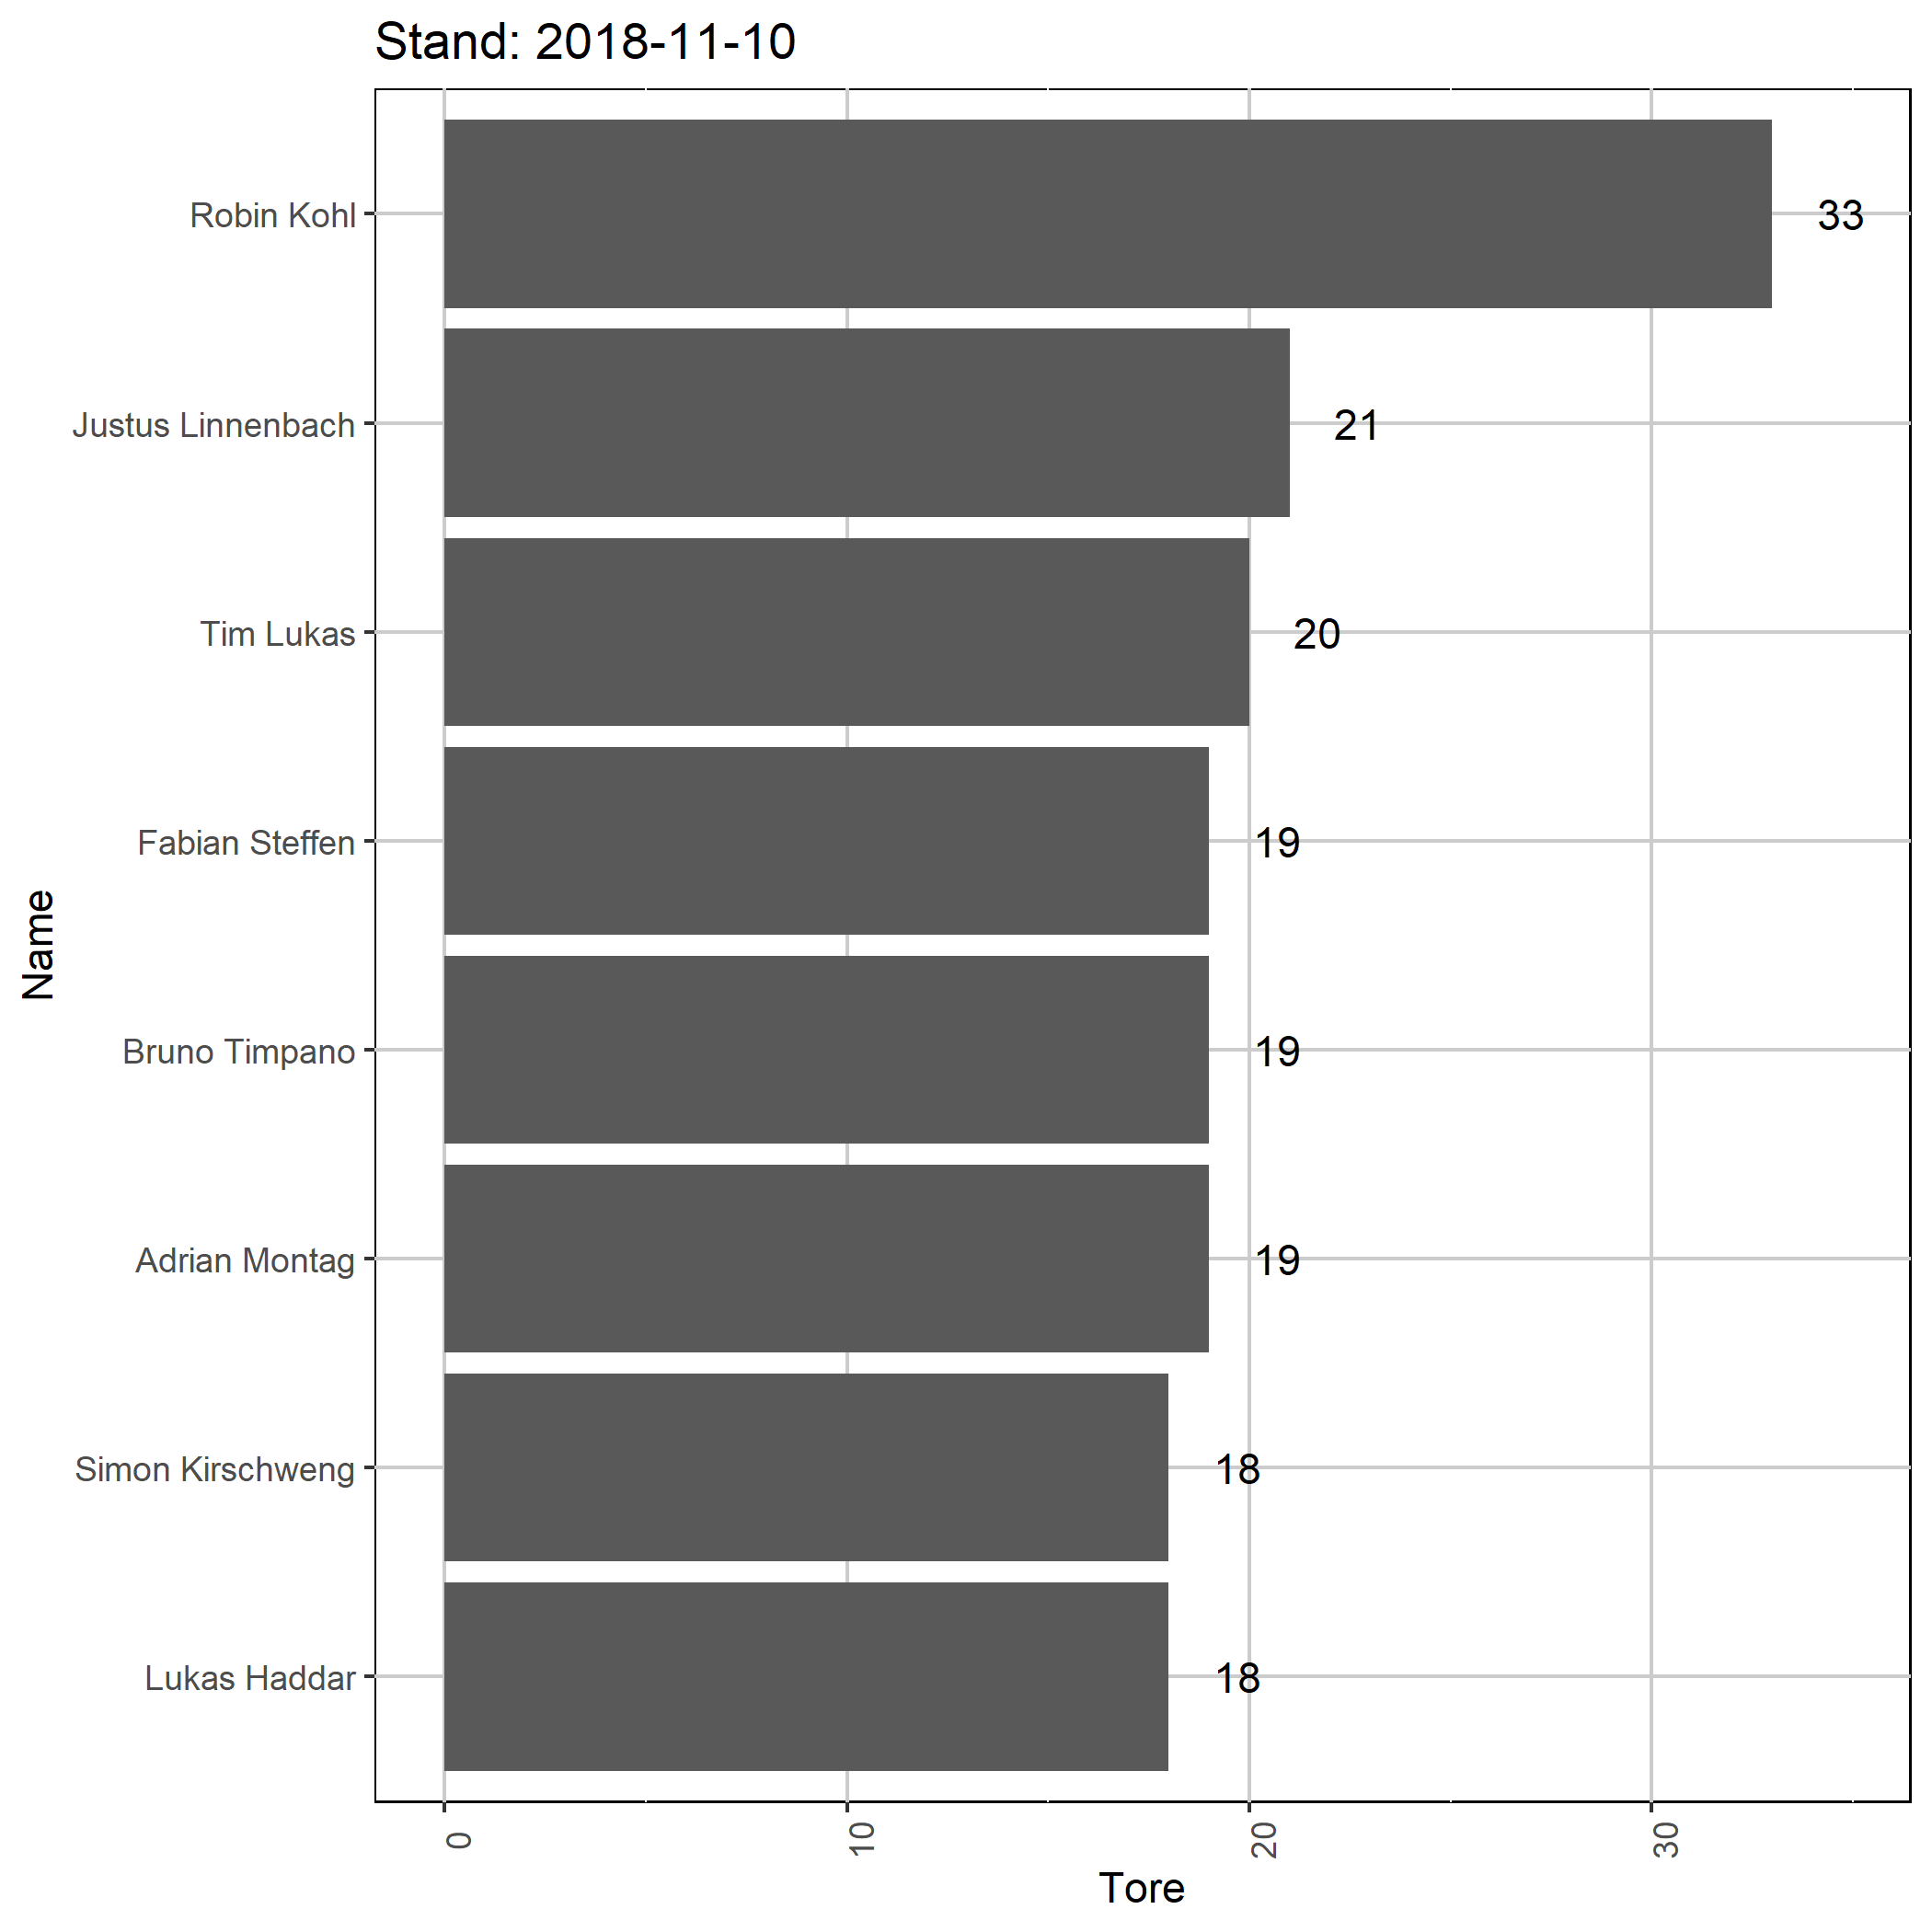 Stand: 2018-11-10
Robin Kohl
33
Justus Linnenbach
21
Tim Lukas
20
Fabian Steffen
19
Bruno Timpano
19
Adrian Montag
19
Simon Kirschweng
18
Lukas Haddar
18
Name
0
10
20
30
Tore